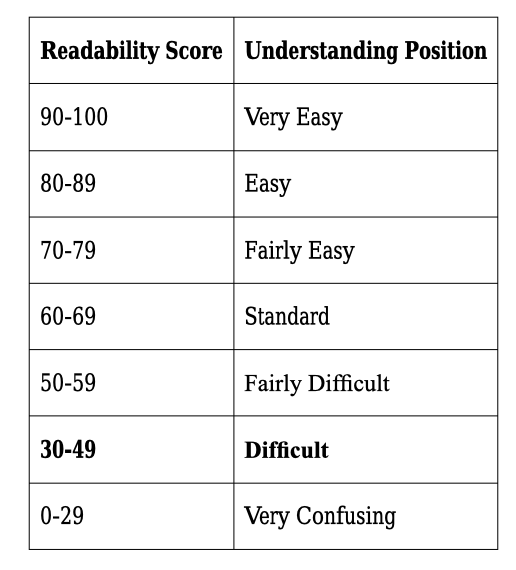 Readability Score Understanding Position
90-100 Very Easy
80-89 Easy
70-79 Fairly Easy
60-69 Standard
50-59 Fairly Difficult
30-49 Difficult
0-29 Very Confusing